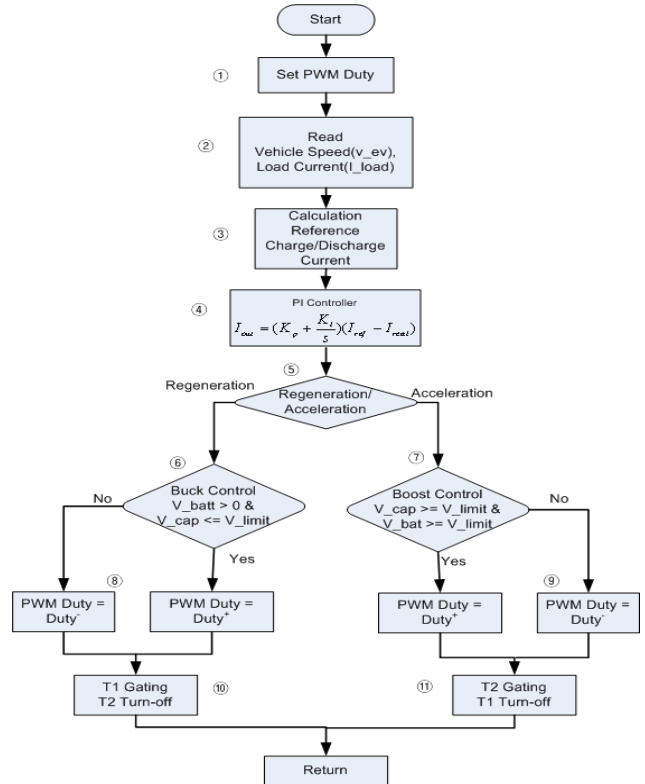 Start
①
Set PWM Duty
②
Read
Vehicle Speed(v_ev),
Load Current(I_load)
③
Calculation
Reference
Charge/Discharge
Current
④
PI Controller
I_out = (K_p + K_i/s)(I_ref − I_real)
⑤
Regeneration
Regeneration/
Acceleration
Acceleration
⑥
Buck Control
V_batt > 0 &
V_cap <= V_limit
No
Yes
⑦
Boost Control
V_cap >= V_limit &
V_bat >= V_limit
No
Yes
⑧
PWM Duty =
Duty⁻
PWM Duty =
Duty⁺
PWM Duty =
Duty⁺
⑨
PWM Duty =
Duty⁻
T1 Gating
T2 Turn-off
⑩
⑪
T2 Gating
T1 Turn-off
Return